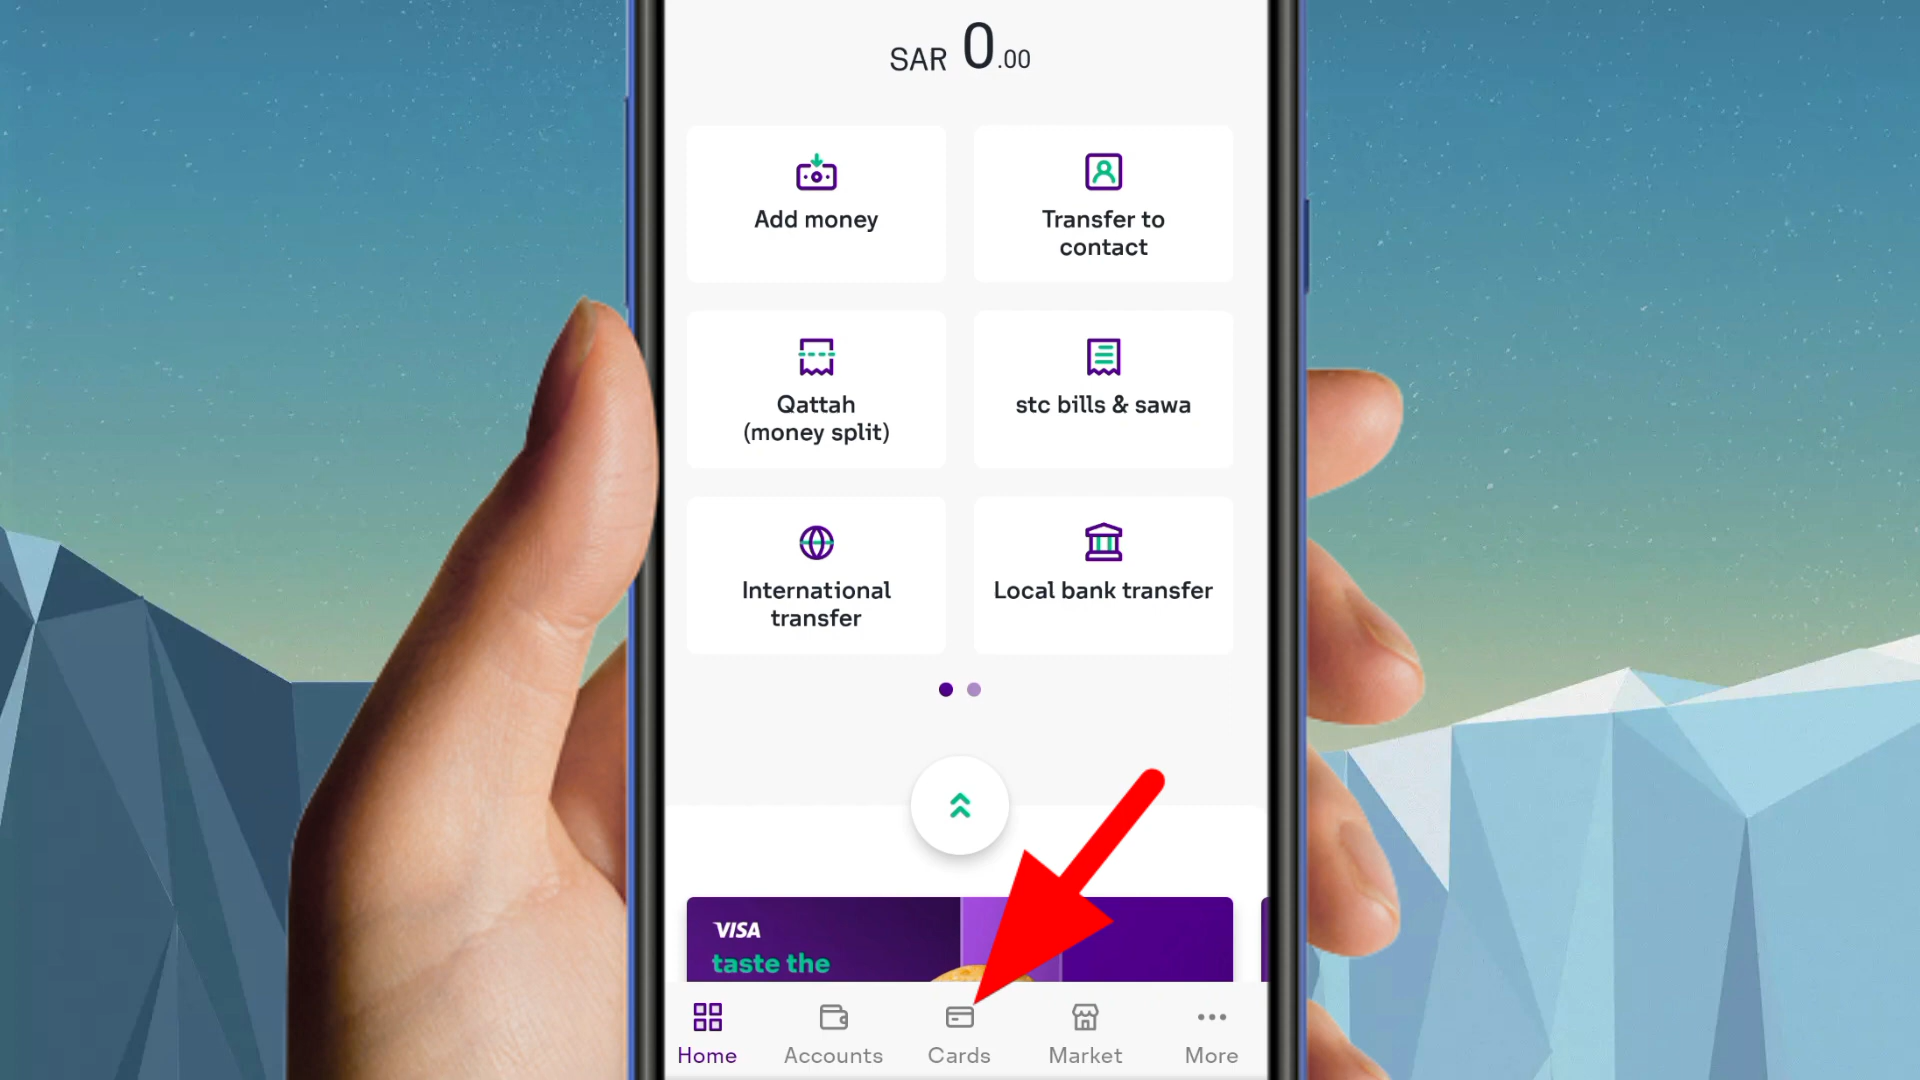 SAR 0.00
Add money
Transfer to
contact
Qattah
(money split)
stc bills & sawa
International
transfer
Local bank transfer
VISA
taste the
Home
Accounts
Cards
Market
More